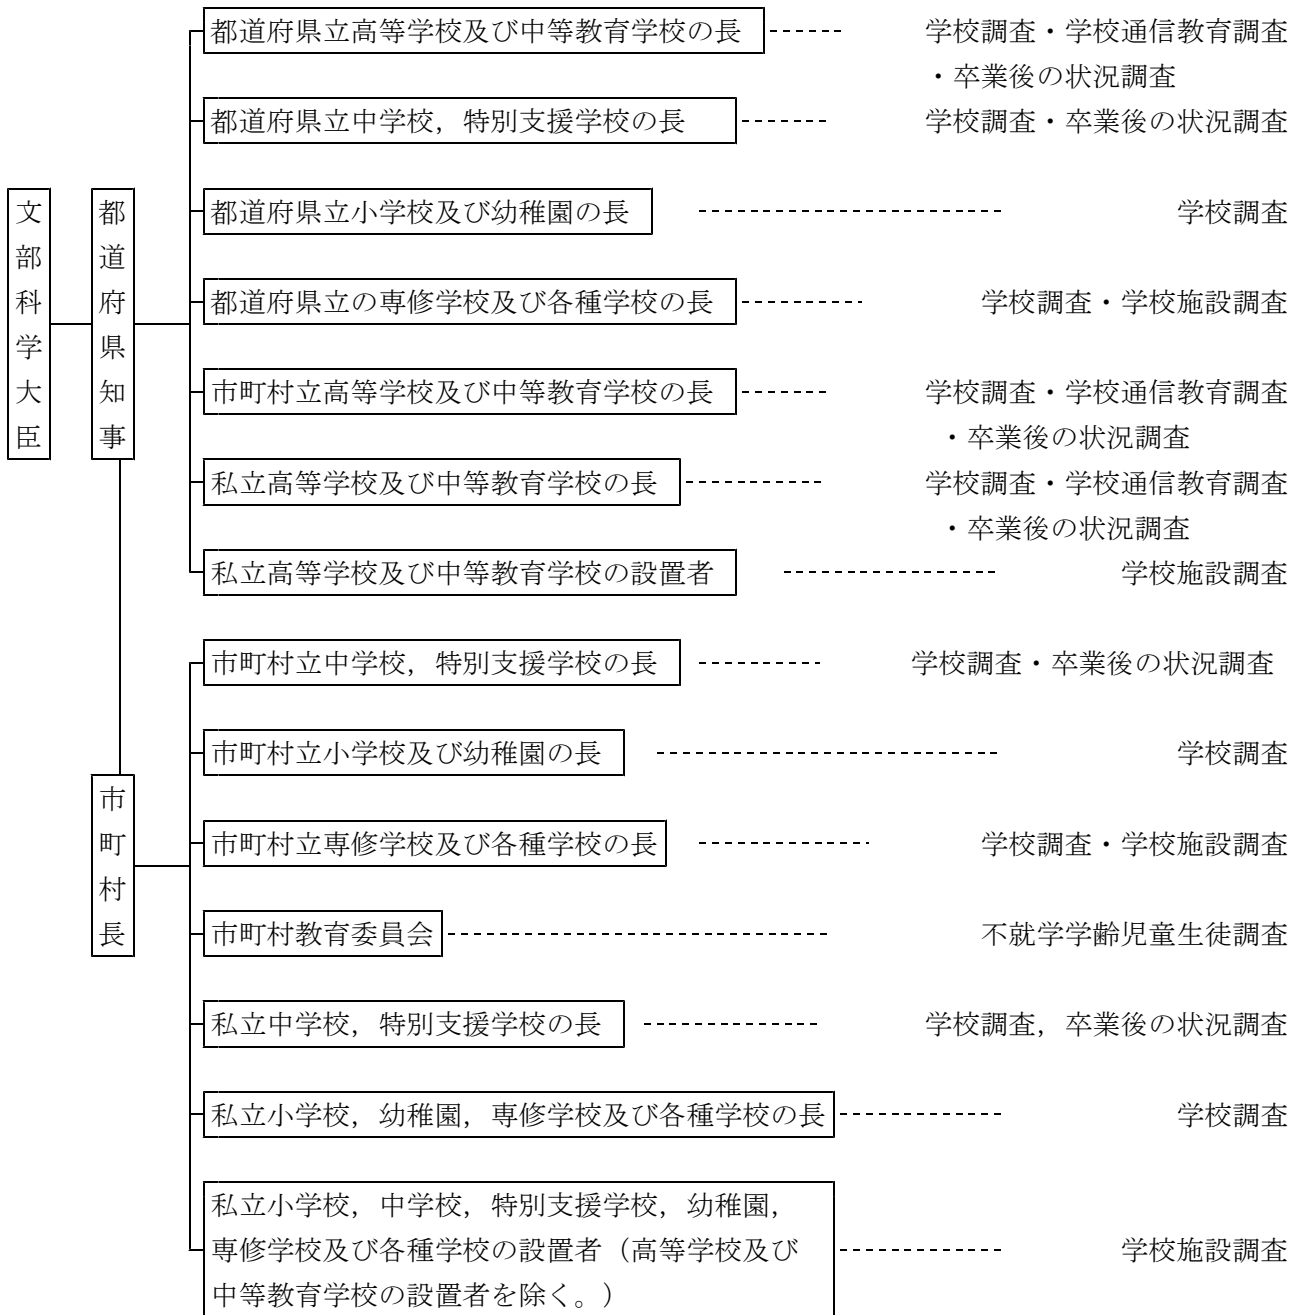 都道府県立高等学校及び中等教育学校の長
学校調査・学校通信教育調査
・卒業後の状況調査
都道府県立中学校，特別支援学校の長
学校調査・卒業後の状況調査
文部科学大臣
都道府県知事
都道府県立小学校及び幼稚園の長
学校調査
都道府県立の専修学校及び各種学校の長
学校調査・学校施設調査
市町村立高等学校及び中等教育学校の長
学校調査・学校通信教育調査
・卒業後の状況調査
私立高等学校及び中等教育学校の長
学校調査・学校通信教育調査
・卒業後の状況調査
私立高等学校及び中等教育学校の設置者
学校施設調査
市町村立中学校，特別支援学校の長
学校調査・卒業後の状況調査
市町村立小学校及び幼稚園の長
学校調査
市町村長
市町村立専修学校及び各種学校の長
学校調査・学校施設調査
市町村教育委員会
不就学学齢児童生徒調査
私立中学校，特別支援学校の長
学校調査，卒業後の状況調査
私立小学校，幼稚園，専修学校及び各種学校の長
学校調査
私立小学校，中学校，特別支援学校，幼稚園，
専修学校及び各種学校の設置者（高等学校及び
中等教育学校の設置者を除く。）
学校施設調査